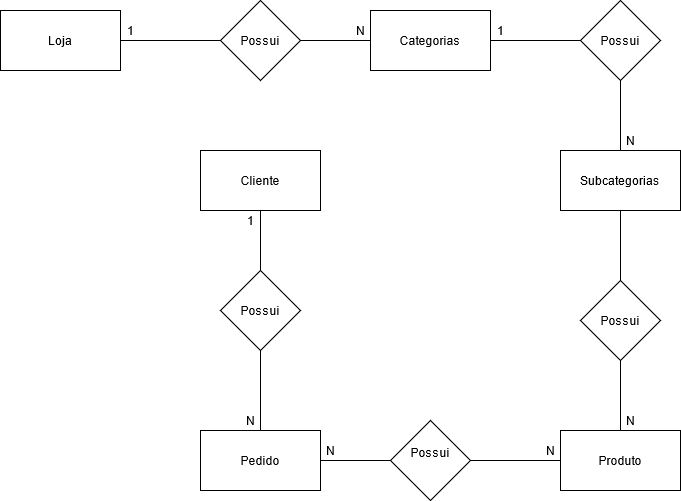 Loja
1
Possui
N
Categorias
1
Possui
N
Cliente
Subcategorias
1
Possui
Possui
N
N
Pedido
N
Possui
N
Produto